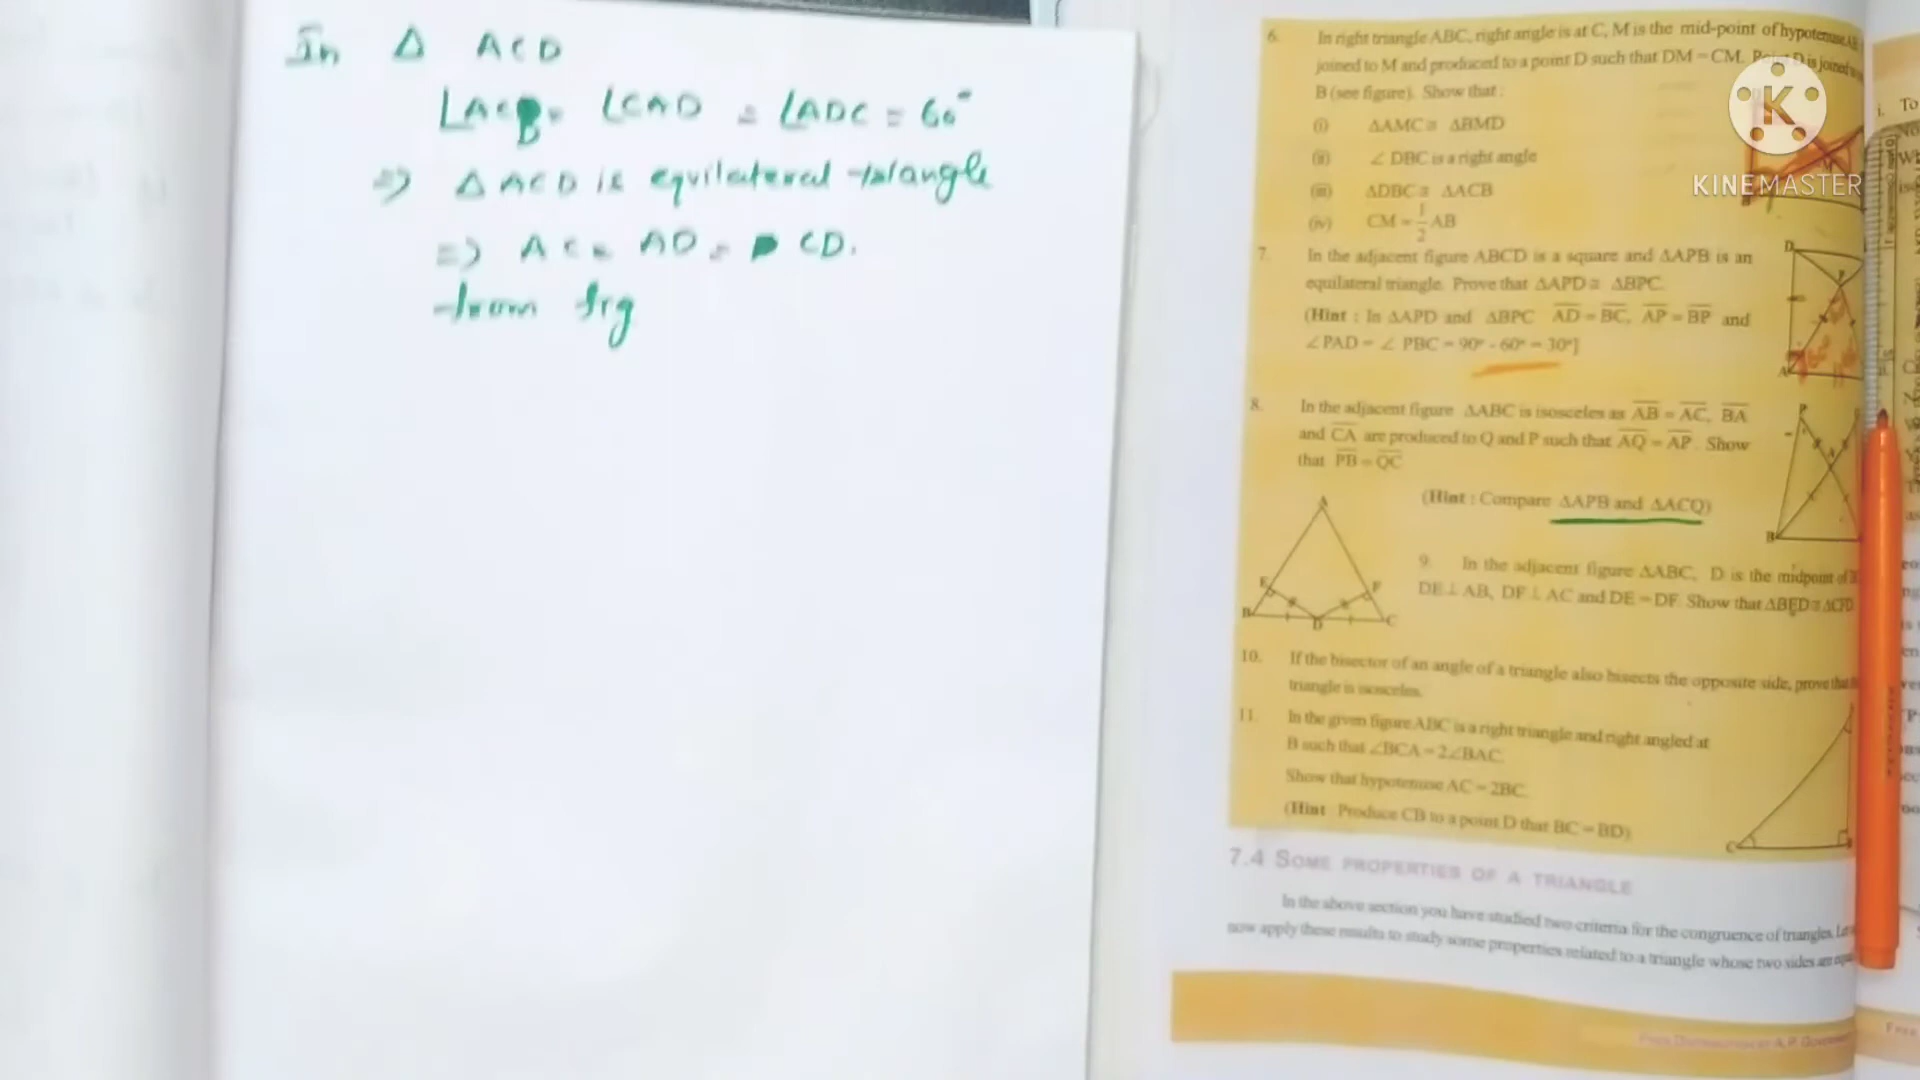 In Δ ACD
∠ACD = ∠CAD = ∠ADC = 60°
⇒ Δ ACD is equilateral triangle
⇒ AC = AD = CD.
from fig
6. In right triangle ABC, right angle is at C, M is the mid-point of hypotenuse
joined to M and produced to a point D such that DM = CM. Point D is joined
B (see figure). Show that :
(i) ΔAMC ≅ ΔBMD
(ii) ∠ DBC is a right angle
(iii) ΔDBC ≅ ΔACB
(iv) CM = 1/2 AB
KINEMASTER
7. In the adjacent figure ABCD is a square and ΔAPB is an
equilateral triangle. Prove that ΔAPD ≅ ΔBPC.
(Hint : In ΔAPD and ΔBPC AD = BC, AP = BP and
∠PAD = ∠ PBC = 90° - 60° = 30°]
8. In the adjacent figure ΔABC is isosceles as AB = AC, BA
and CA are produced to Q and P such that AQ = AP. Show
that PB = QC
(Hint : Compare ΔAPB and ΔACQ)
9. In the adjacent figure ΔABC, D is the midpoint of
DE ⊥ AB, DF ⊥ AC and DE = DF. Show that ΔBED ≅ ΔCFD
10. If the bisector of an angle of a triangle also bisects the opposite side, prove that
triangle is isosceles.
11. In the given figure ABC is a right triangle and right angled at
B such that ∠BCA = 2∠BAC.
Show that hypotenuse AC = 2BC.
(Hint : Produce CB to a point D that BC = BD)
7.4 SOME PROPERTIES OF A TRIANGLE
In the above section you have studied two criteria for the congruence of triangles.
now apply these results to study some properties related to a triangle whose two sides are